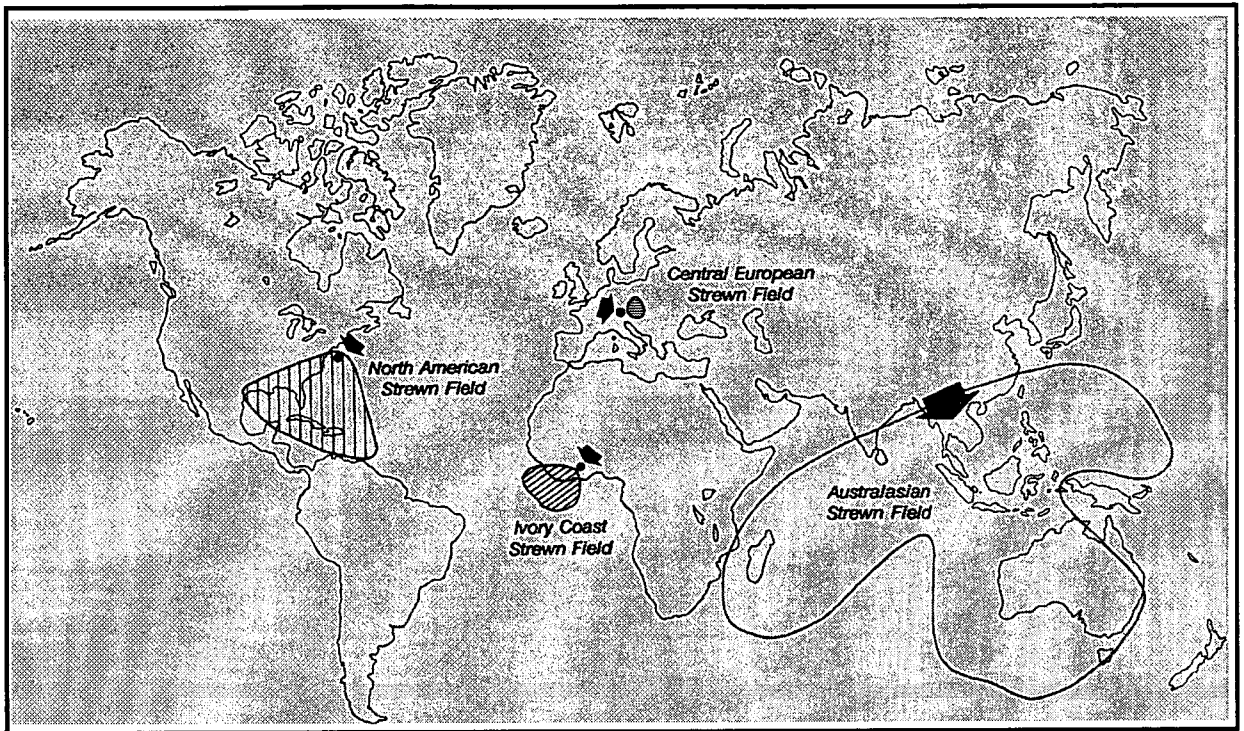 Central European
Strewn Field
North American
Strewn Field
Ivory Coast
Strewn Field
Australasian
Strewn Field